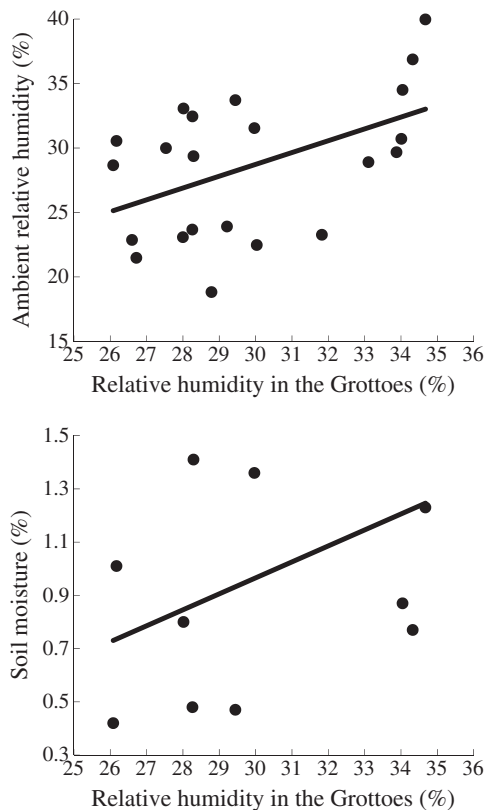 40
35
30
25
20
15
Ambient relative humidity (%)
25 26 27 28 29 30 31 32 33 34 35 36
Relative humidity in the Grottoes (%)
1.5
1.3
1.1
0.9
0.7
0.5
0.3
Soil moisture (%)
25 26 27 28 29 30 31 32 33 34 35 36
Relative humidity in the Grottoes (%)